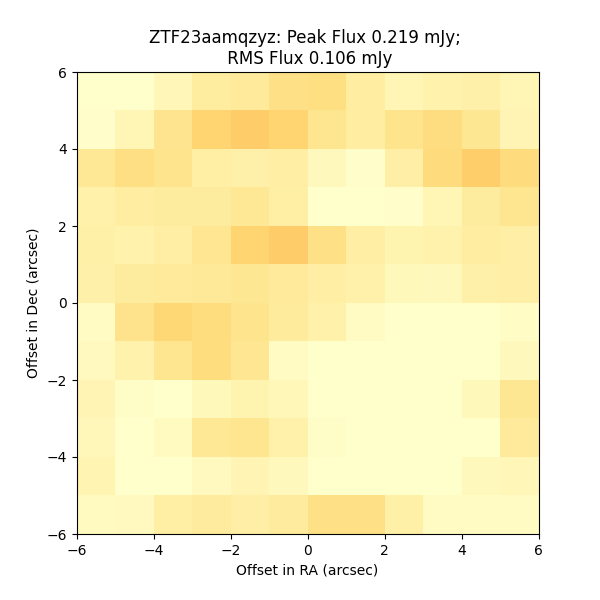 ZTF23aamqzyz: Peak Flux 0.219 mJy;
RMS Flux 0.106 mJy
6
4
2
0
−2
−4
−6
Offset in Dec (arcsec)
−6 −4 −2 0 2 4 6
Offset in RA (arcsec)